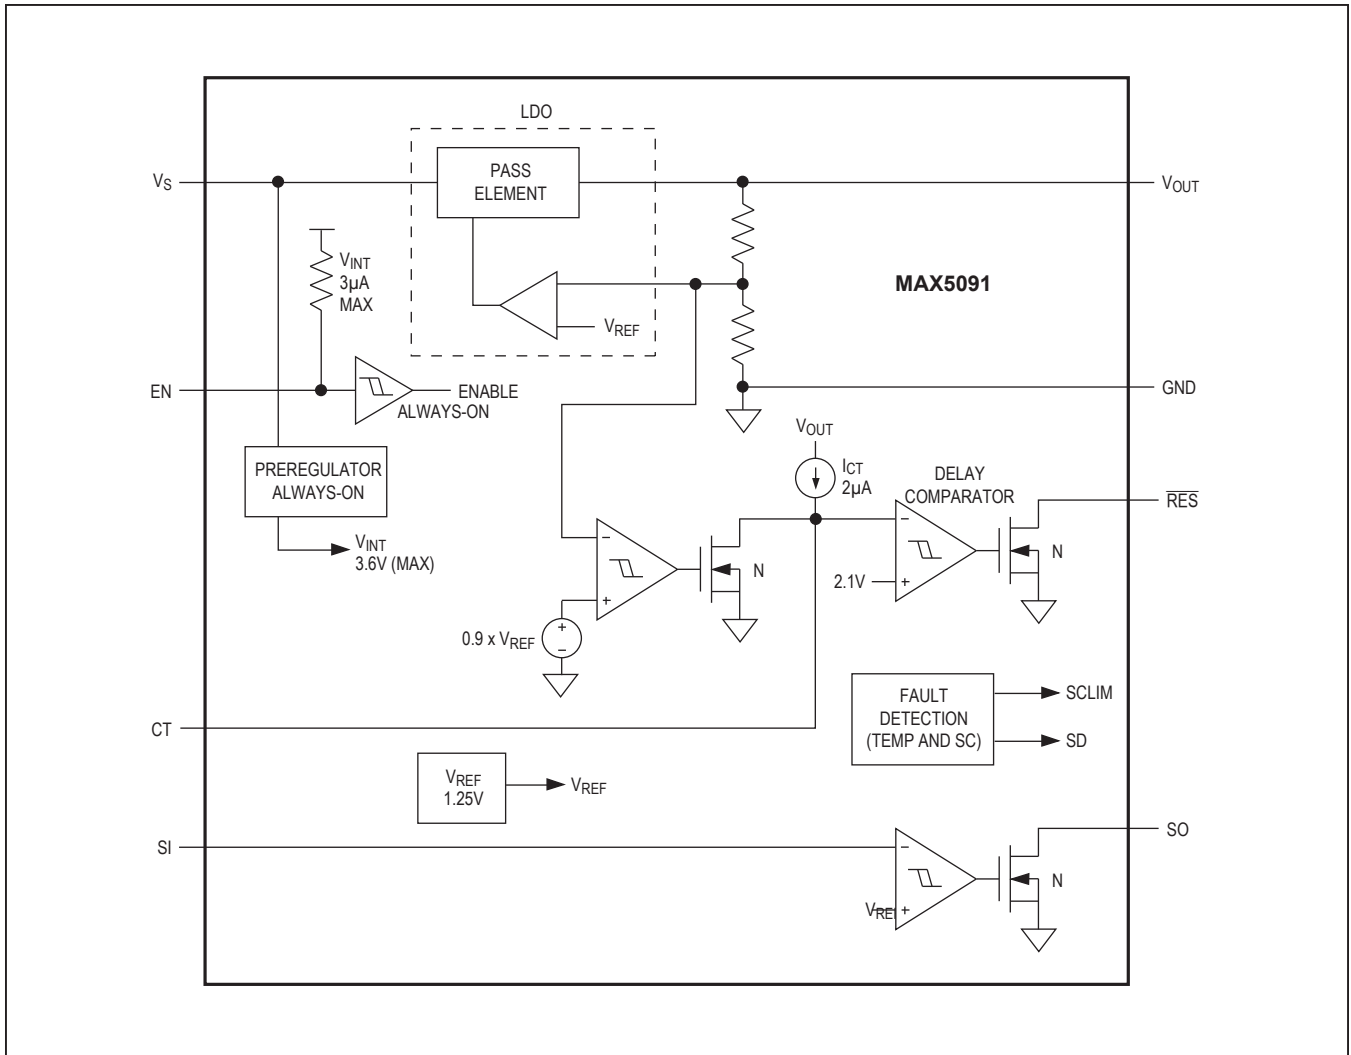 LDO
PASS
ELEMENT
VS
VOUT
VINT
3µA
MAX
MAX5091
VREF
EN
ENABLE
ALWAYS-ON
GND
VOUT
ICT
2µA
PREREGULATOR
ALWAYS-ON
DELAY
COMPARATOR
RES
VINT
3.6V (MAX)
−
N
−
N
2.1V
+
+
0.9 x VREF
+
−
FAULT
DETECTION
(TEMP AND SC)
SCLIM
SD
CT
VREF
1.25V
VREF
SI
−
SO
N
VREF
+